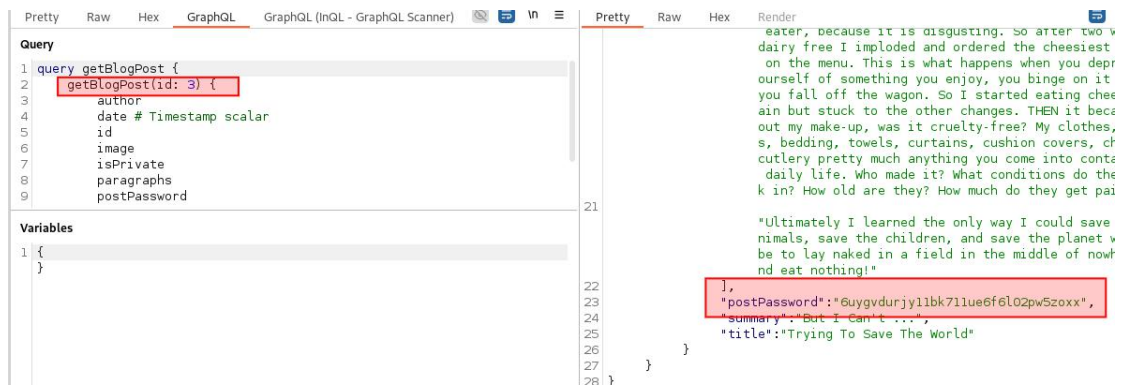 Pretty Raw Hex GraphQL GraphQL (InQL - GraphQL Scanner) \n
Query
1 query getBlogPost {
2 getBlogPost(id: 3) {
3 author
4 date # Timestamp scalar
5 id
6 image
7 isPrivate
8 paragraphs
9 postPassword
Variables
1 {
}
Pretty Raw Hex Render
eater, because it is disgusting. So after two
dairy free I imploded and ordered the cheesiest
on the menu. This is what happens when you
ourself of something you enjoy, you binge on it
you fall off the wagon. So I started eating
ain but stuck to the other changes. THEN it
out my make-up, was it cruelty-free? My clothes,
s, bedding, towels, curtains, cushion covers,
cutlery pretty much anything you come into
daily life. Who made it? What conditions do
k in? How old are they? How much do they get
21
"Ultimately I learned the only way I could save
nimals, save the children, and save the planet
be to lay naked in a field in the middle of
nd eat nothing!"
22 ],
23 "postPassword":"6uygvdurjy11bk711ue6f6l02pw5zoxx",
24 "summary":"But I Can't ...",
25 "title":"Trying To Save The World"
26 }
27 }
28 }